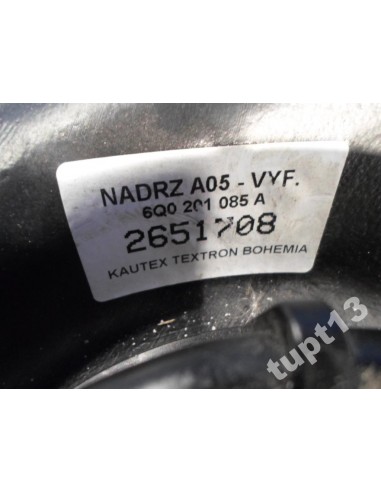 NADRZ A05 - VYF.
6Q0 201 085 A
2651708
KAUTEX TEXTRON BOHEMIA
tupt13